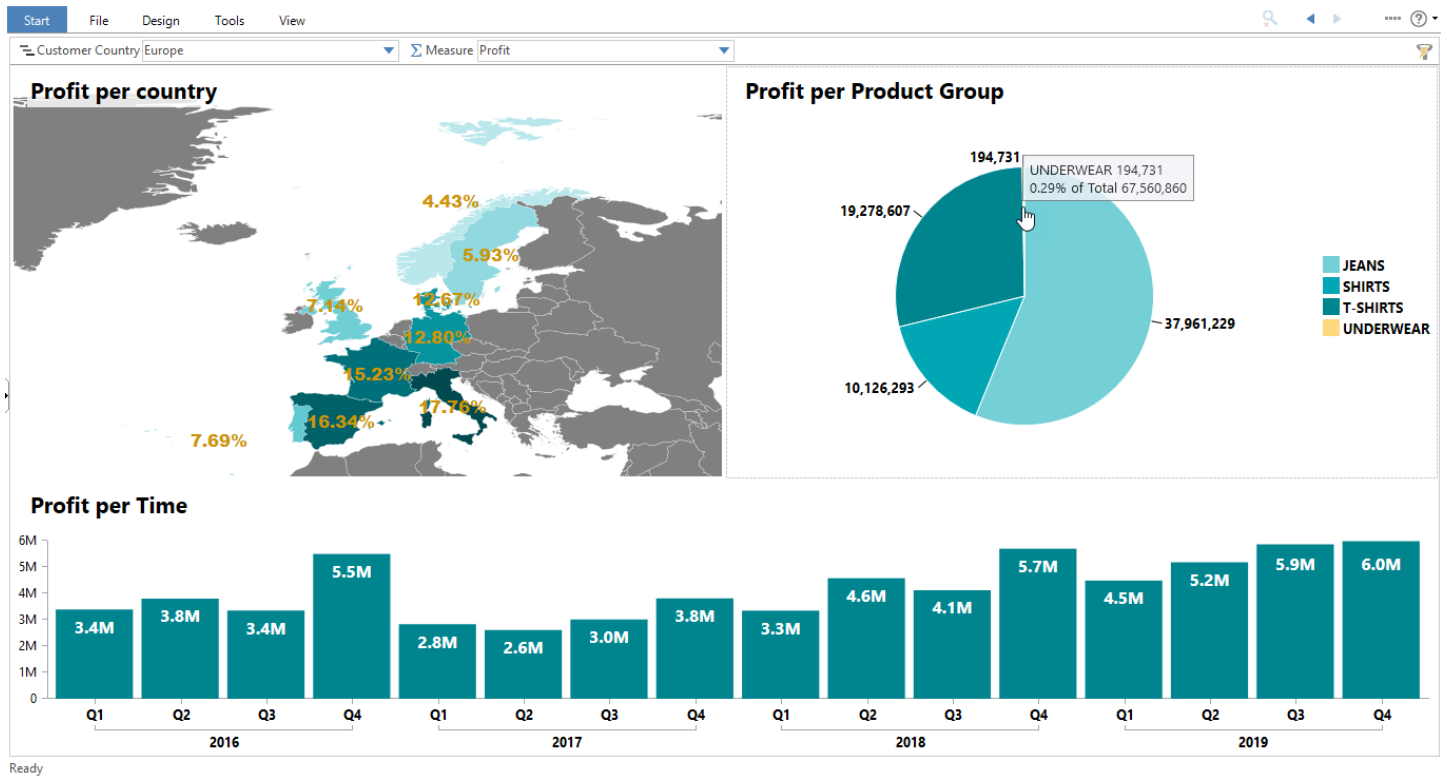 Start File Design Tools View
Customer Country Europe Measure Profit
Profit per country
4.43%
5.93%
12.67%
7.14%
12.80%
15.23%
17.76%
16.34%
7.69%
Profit per Product Group
194,731
UNDERWEAR 194,731
0.29% of Total 67,560,860
19,278,607
37,961,229
10,126,293
JEANS
SHIRTS
T-SHIRTS
UNDERWEAR
Profit per Time
6M
5M
4M
3M
2M
1M
0
3.4M 3.8M 3.4M 5.5M 2.8M 2.6M 3.0M 3.8M 3.3M 4.6M 4.1M 5.7M 4.5M 5.2M 5.9M 6.0M
Q1 Q2 Q3 Q4 Q1 Q2 Q3 Q4 Q1 Q2 Q3 Q4 Q1 Q2 Q3 Q4
2016 2017 2018 2019
Ready